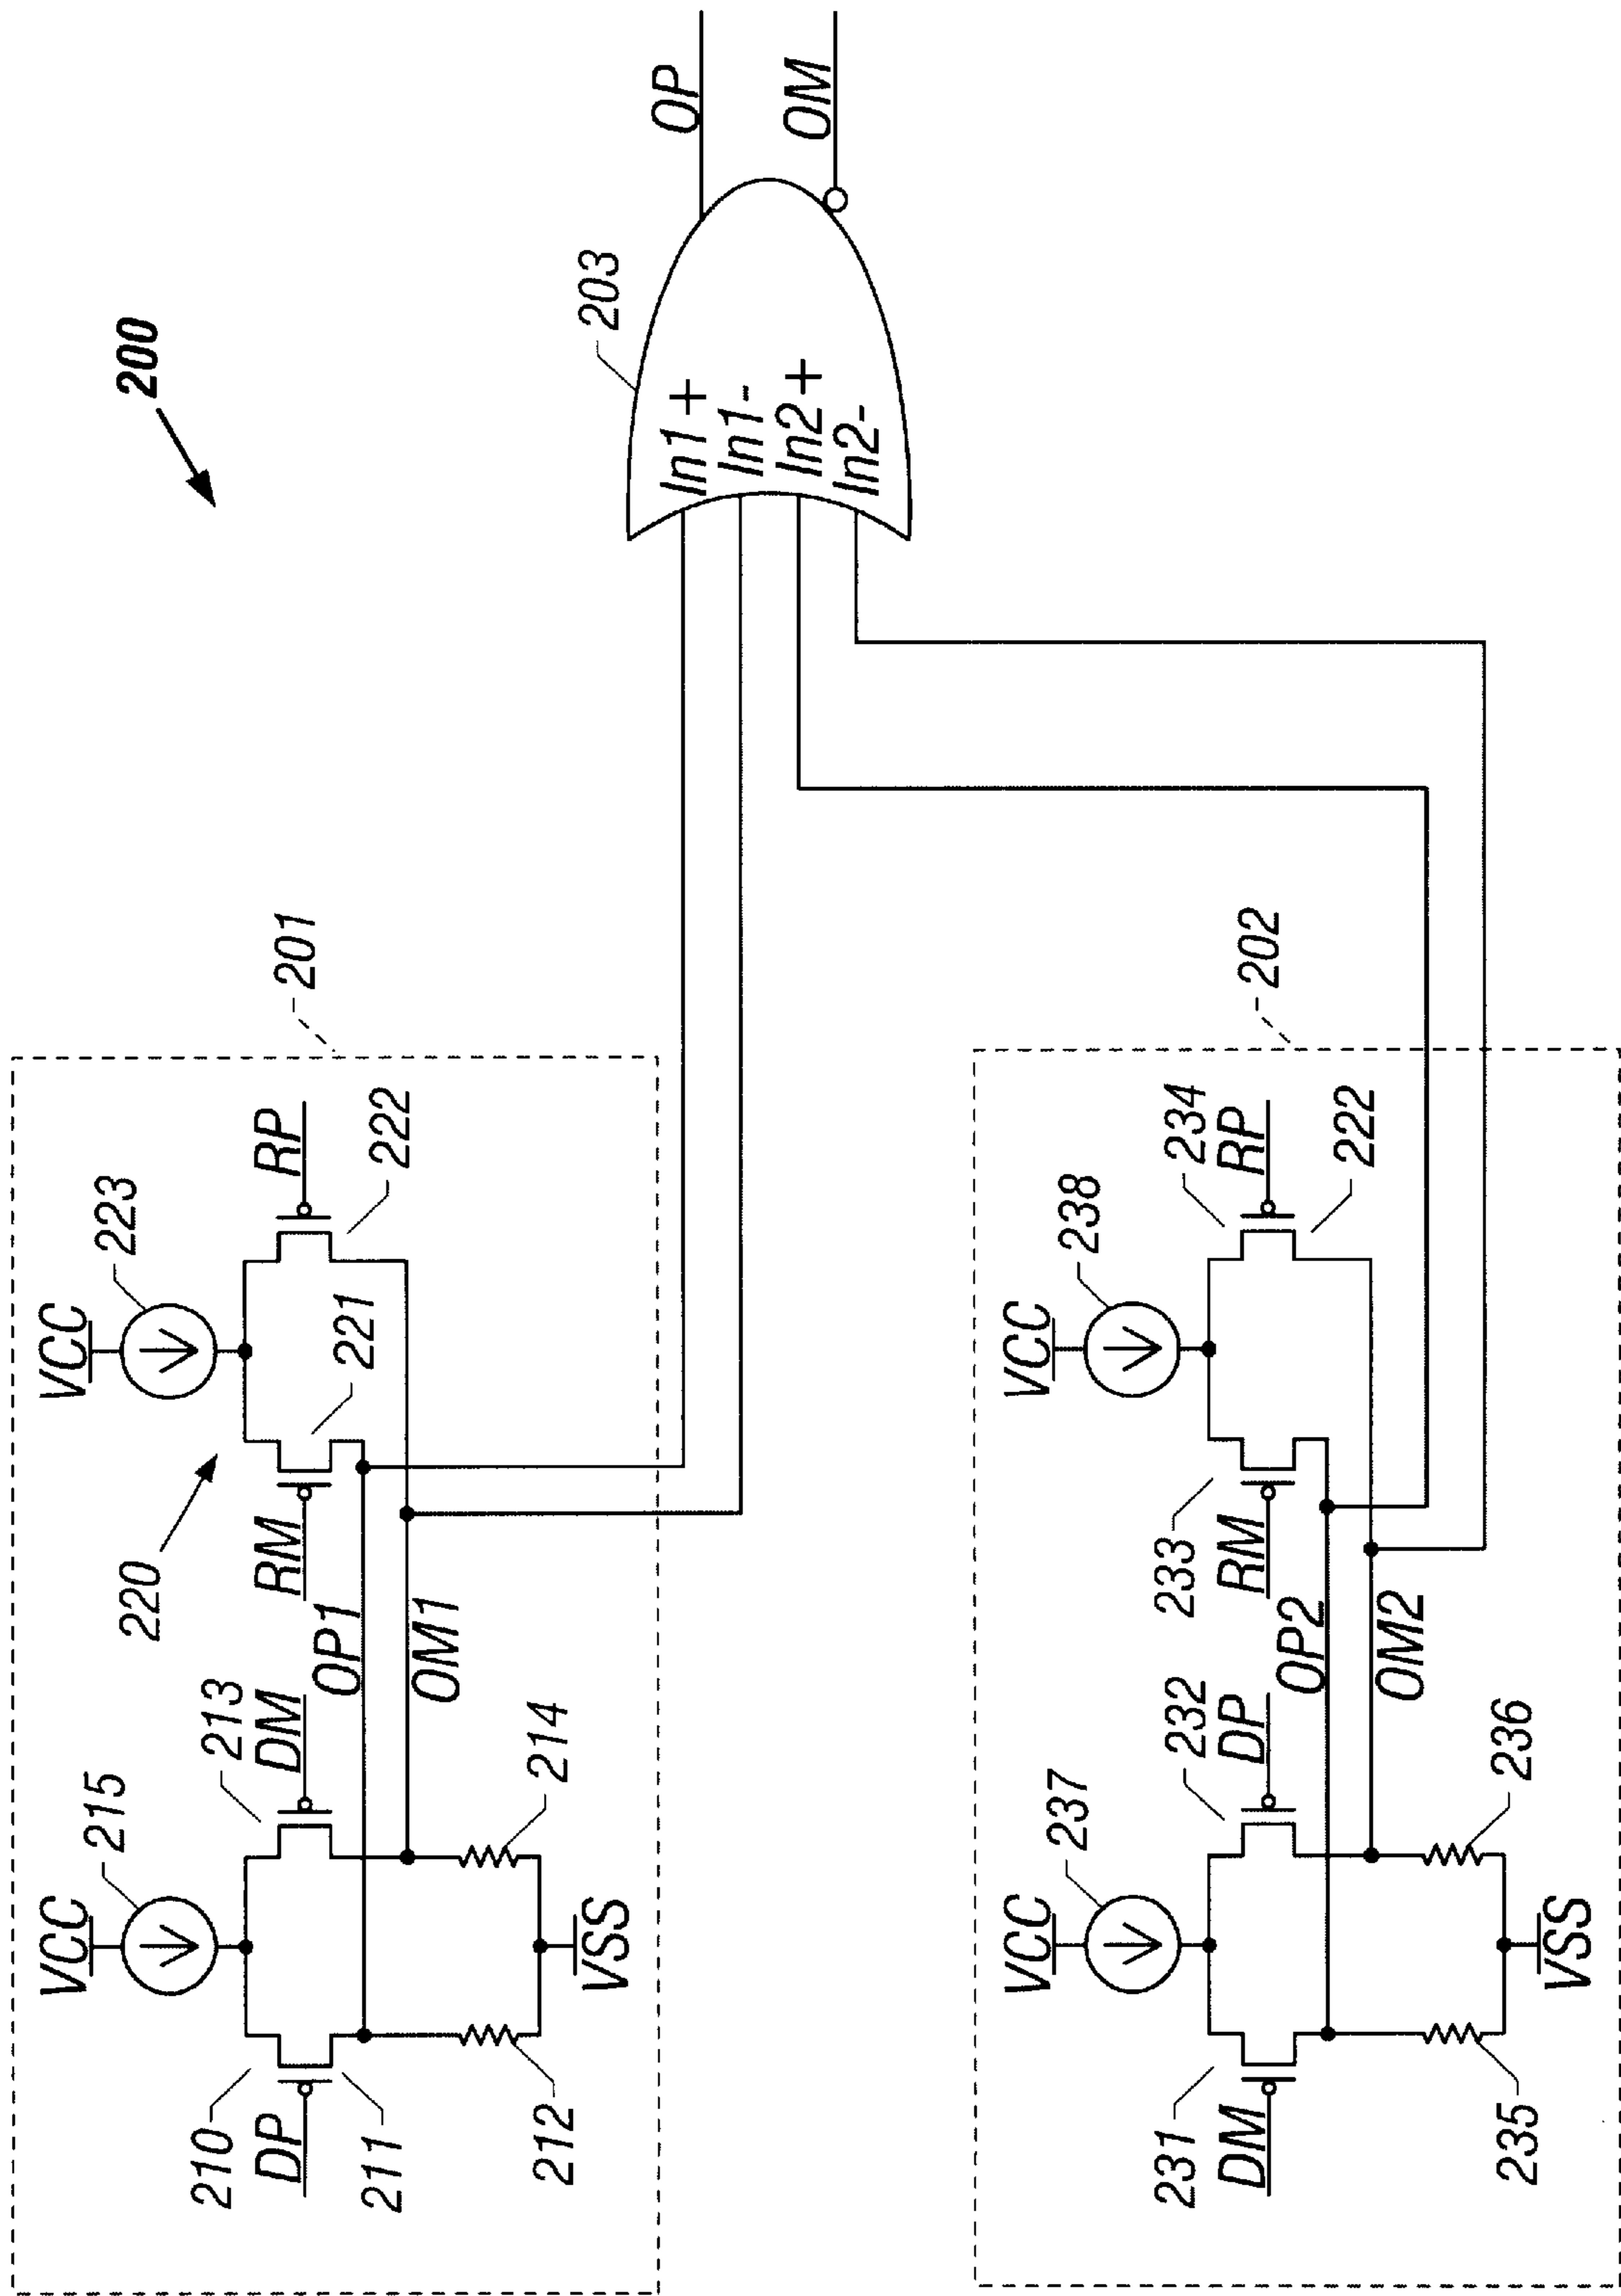 200
201
VCC
215
VCC
223
220
210
213
DP
DM
RM
221
RP
211
222
OP1
OM1
212
214
VSS
203
In1+
In1-
In2+
In2-
OP
OM
202
VCC
237
VCC
238
231
232
233
234
DM
DP
RM
RP
222
OP2
OM2
235
236
VSS